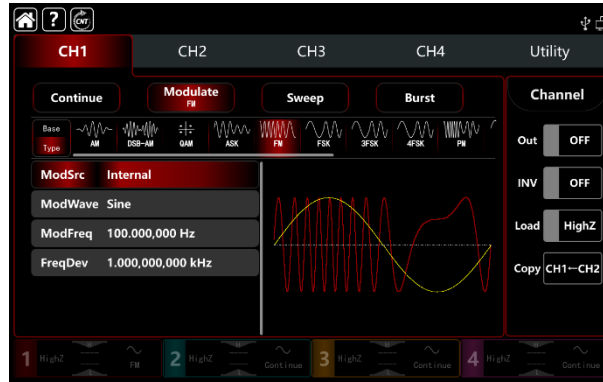 ? CNT
CH1 CH2 CH3 CH4 Utility
Continue Modulate Sweep Burst Channel
FM
Base
Type
AM DSB-AM QAM ASK FM FSK 3FSK 4FSK PM
Out OFF
ModSrc Internal
INV OFF
ModWave Sine
ModFreq 100.000,000 Hz
Load HighZ
FreqDev 1.000,000,000 kHz
Copy CH1←CH2
1 HighZ FM 2 HighZ Continue 3 HighZ Continue 4 HighZ Continue